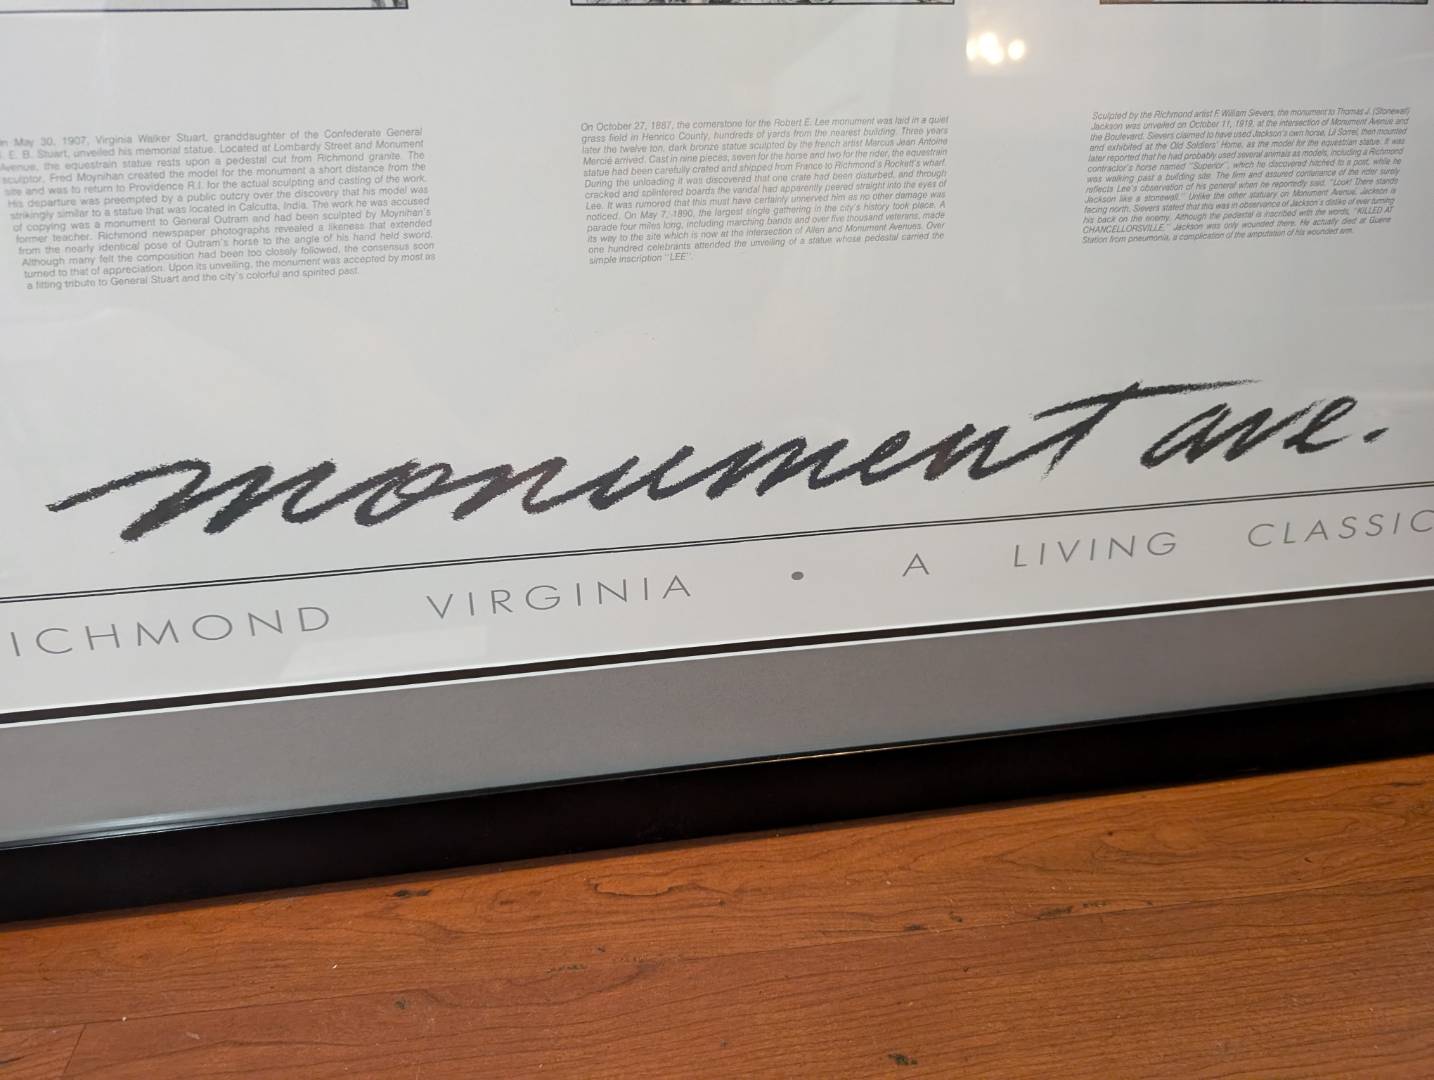 n May 30, 1907, Virginia Walker Stuart, granddaughter of the Confederate General
. E. B. Stuart, unveiled his memorial statue. Located at Lombardy Street and Monument
Avenue, the equestrian statue rests upon a pedestal cut from Richmond granite. The
sculptor, Fred Moynihan created the model for the monument a short distance from the
site and was to return to Providence R.I. for the actual sculpting and casting of the work.
His departure was preempted by a public outcry over the discovery that his model was
strikingly similar to a statue that was located in Calcutta, India. The work he was accused
of copying was a monument to General Outram and had been sculpted by Moynihan's
former teacher. Richmond newspaper photographs revealed a likeness that extended
from the nearly identical pose of Outram's horse to the angle of his hand held sword.
Although many felt the composition had been too closely followed, the consensus soon
turned to that of appreciation. Upon its unveiling, the monument was accepted by most as
a fitting tribute to General Stuart and the city's colorful and spirited past.
On October 27, 1887, the cornerstone for the Robert E. Lee monument was laid in a quiet
grass field in Henrico County, hundreds of yards from the nearest building. Three years
later the twelve ton, dark bronze statue sculpted by the french artist Marcus Jean Antoine
Mercié arrived. Cast in nine pieces, seven for the horse and two for the rider, the equestrian
statue had been carefully crated and shipped from France to Richmond's Rockett's wharf.
During the unloading it was discovered that one crate had been disturbed, and through
cracked and splintered boards the vandal had apparently peered straight into the eyes of
Lee. It was rumored that this must have certainly unnerved him as no other damage was
noticed. On May 7, 1890, the largest single gathering in the city's history took place. A
parade four miles long, including marching bands and over five thousand veterans, made
its way to the site which is now at the intersection of Allen and Monument Avenues. Over
one hundred celebrants attended the unveiling of a statue whose pedestal carried the
simple inscription "LEE".
Sculpted by the Richmond artist F. William Sievers, the monument to Thomas J. (Stonewall)
Jackson was unveiled on October 11, 1919, at the intersection of Monument Avenue and
the Boulevard. Sievers claimed to have used Jackson's own horse, Lil Sorrel, then mounted
and exhibited at the Old Soldiers' Home, as the model for the equestrian statue. It was
later reported that he had probably used several animals as models, including a Richmond
contractor's horse named "Superior", which he discovered hitched to a post, while he
was walking past a building site. The firm and assured contenance of the rider surely
reflects Lee's observation of his general when he reportedly said, "Look! There stands
Jackson like a stonewall." Unlike the other statuary on Monument Avenue, Jackson is
facing north. Sievers stated that this was in observance of Jackson's dislike of ever turning
his back on the enemy. Although the pedestal is inscribed with the words, "KILLED AT
CHANCELLORSVILLE," Jackson was only wounded there. He actually died at Guene
Station from pneumonia, a complication of the amputation of his wounded arm.
monument ave.
ICHMOND VIRGINIA • A LIVING CLASSIC